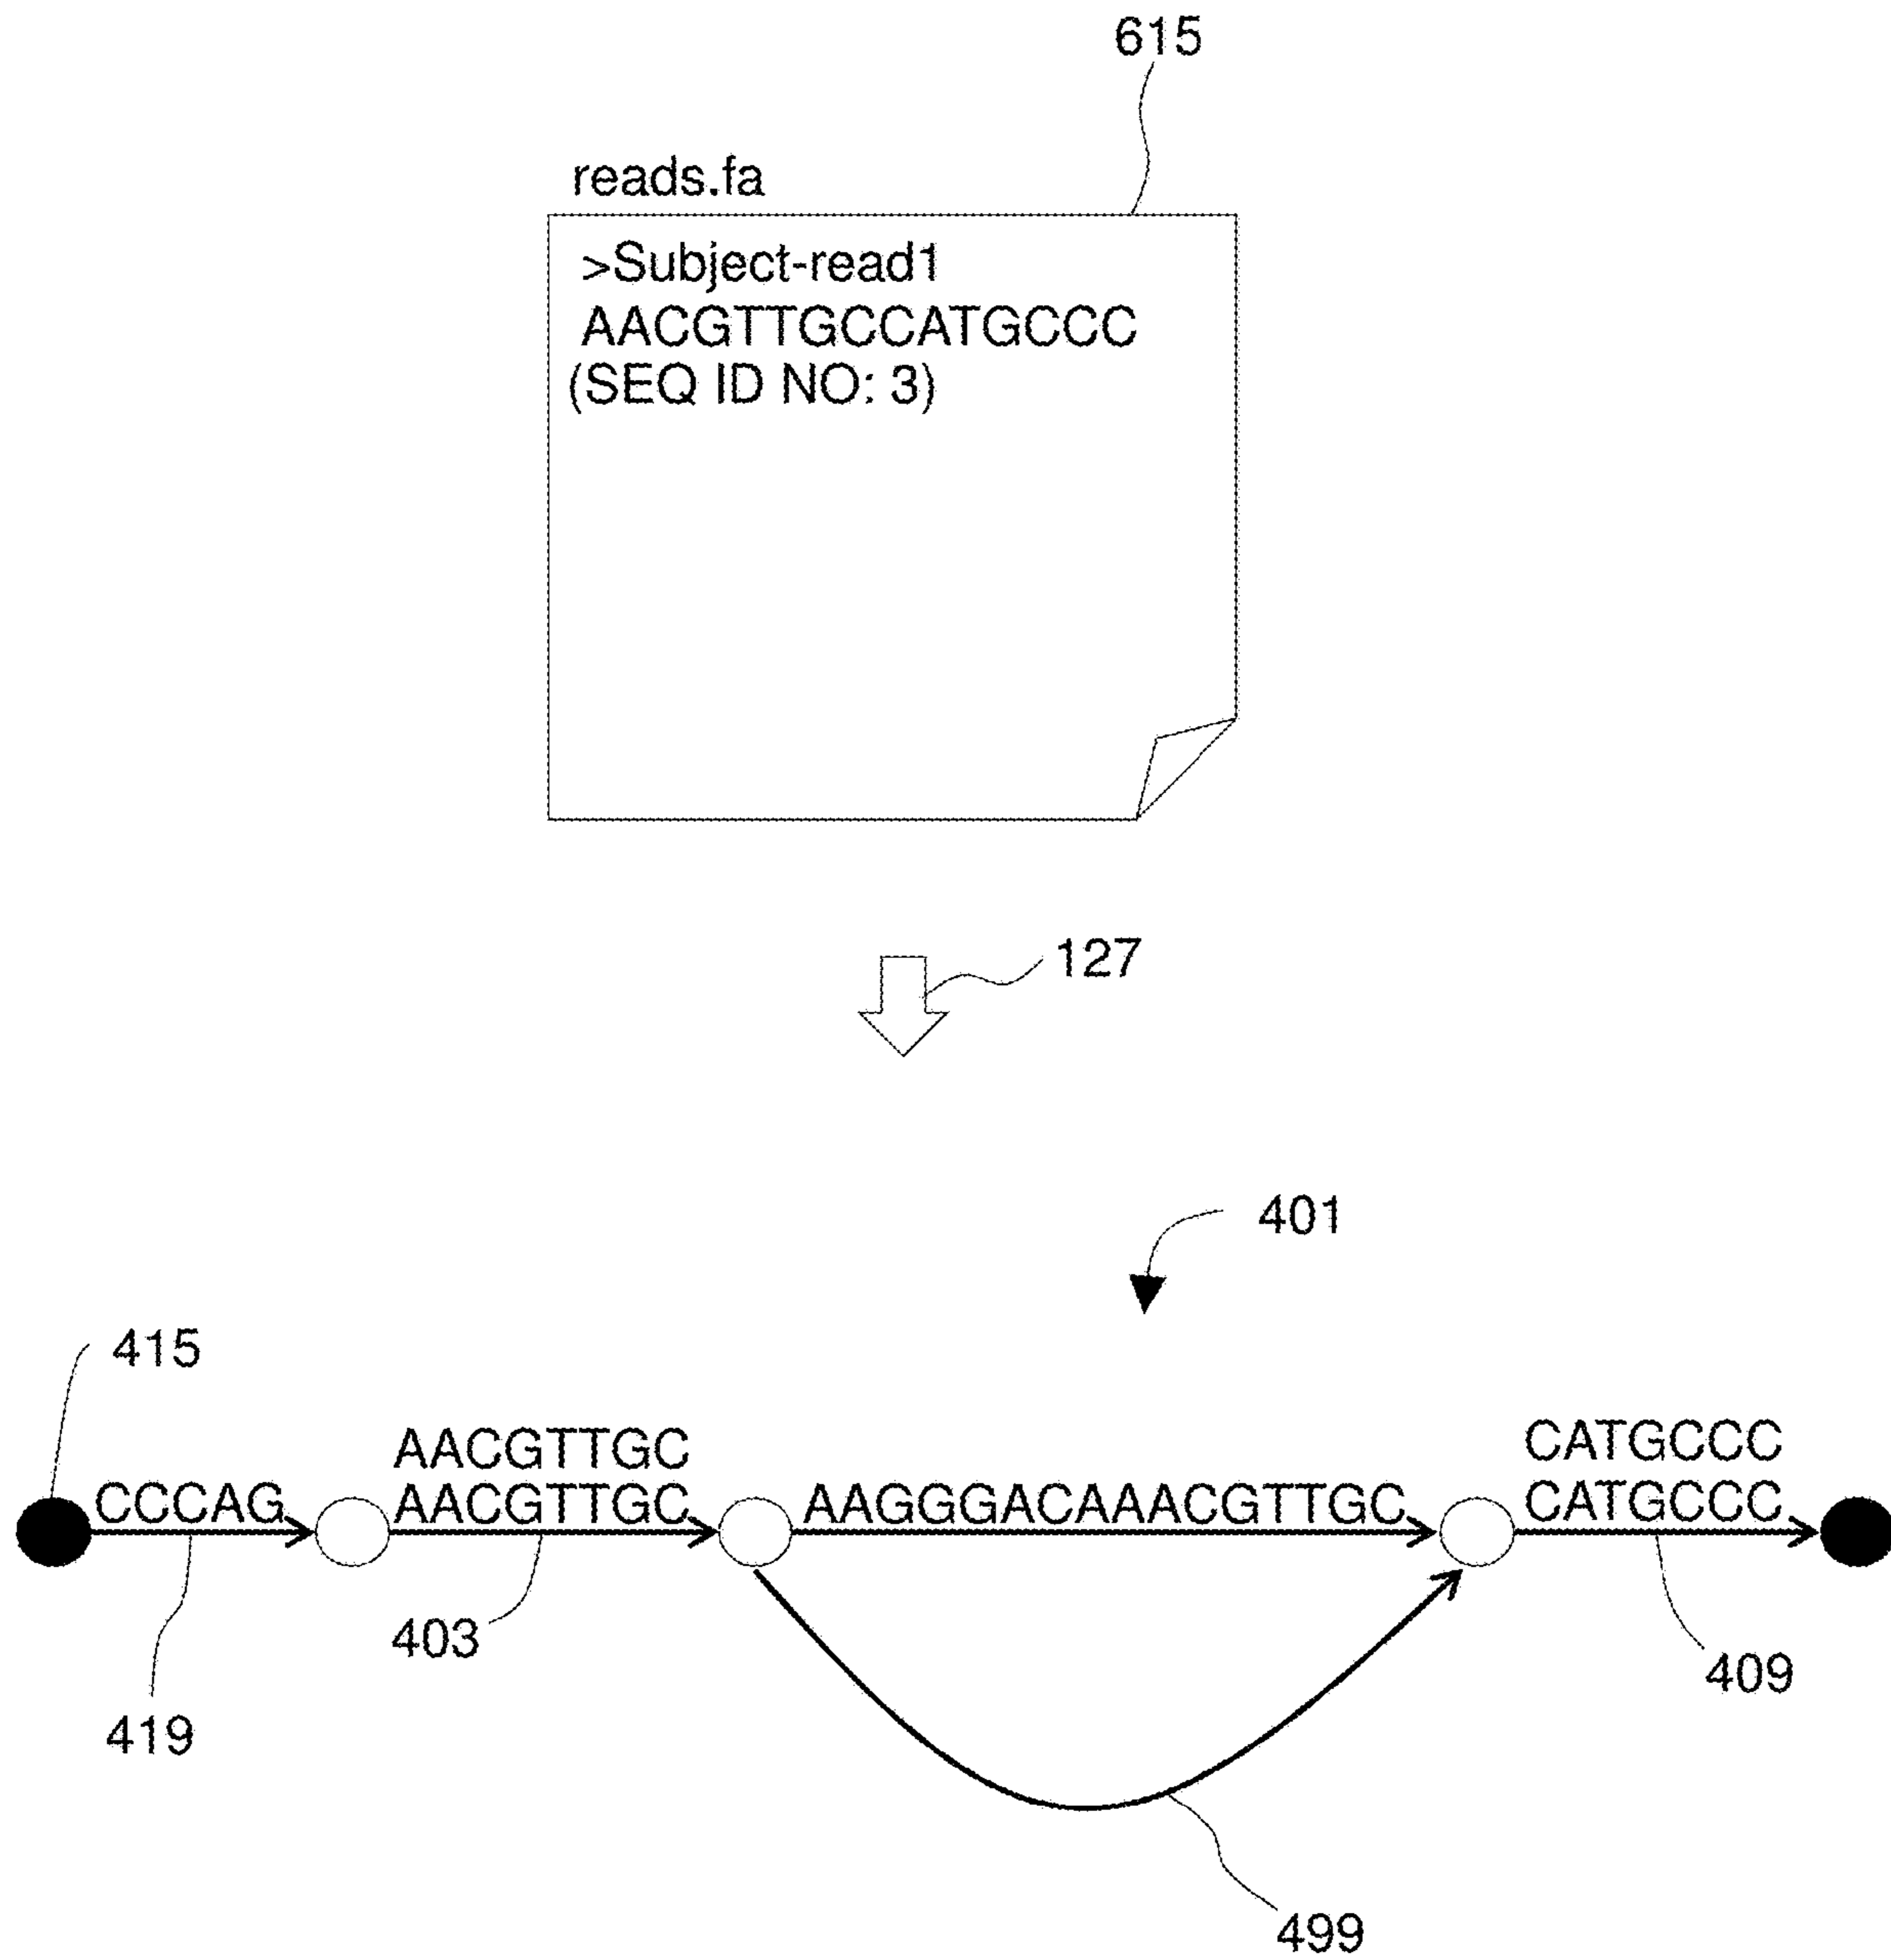 615
reads.fa
>Subject-read1
AACGTTGCCATGCCC
(SEQ ID NO: 3)
127
401
415
AACGTTGC
CATGCCC
CCCAG
AACGTTGC
AAGGGACAAACGTTGC
CATGCCC
403
409
419
499